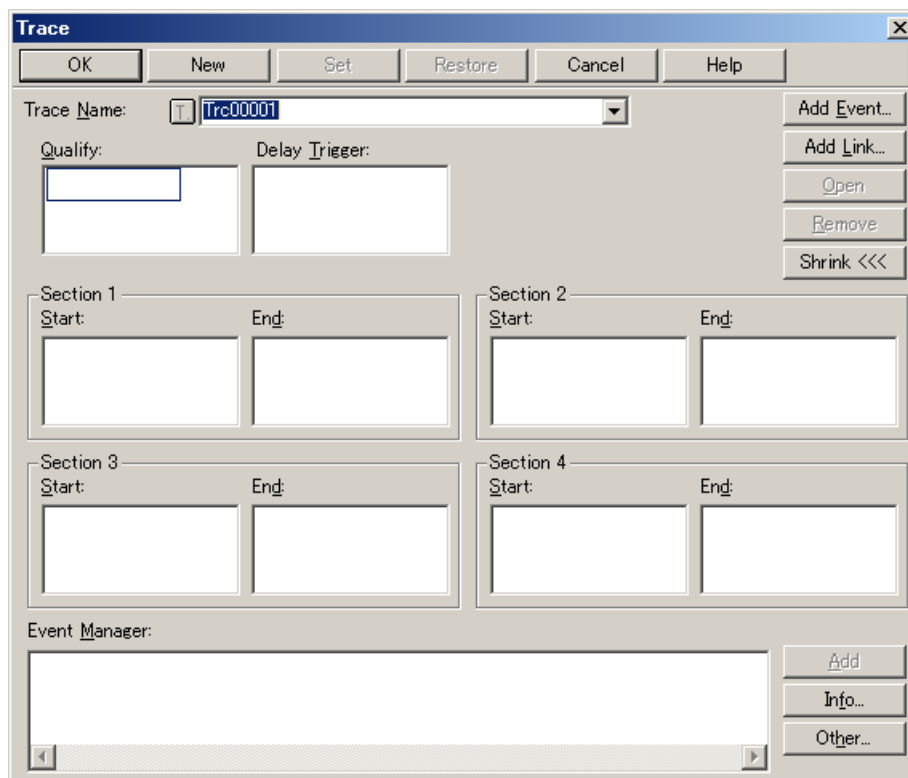 Trace
OK New Set Restore Cancel Help
Trace Name: T. Trc00001 Add Event...
Qualify: Delay Trigger: Add Link...
Open
Remove
Shrink <<<
Section 1 Section 2
Start: End: Start: End:
Section 3 Section 4
Start: End: Start: End:
Event Manager:
Add
Info...
Other...